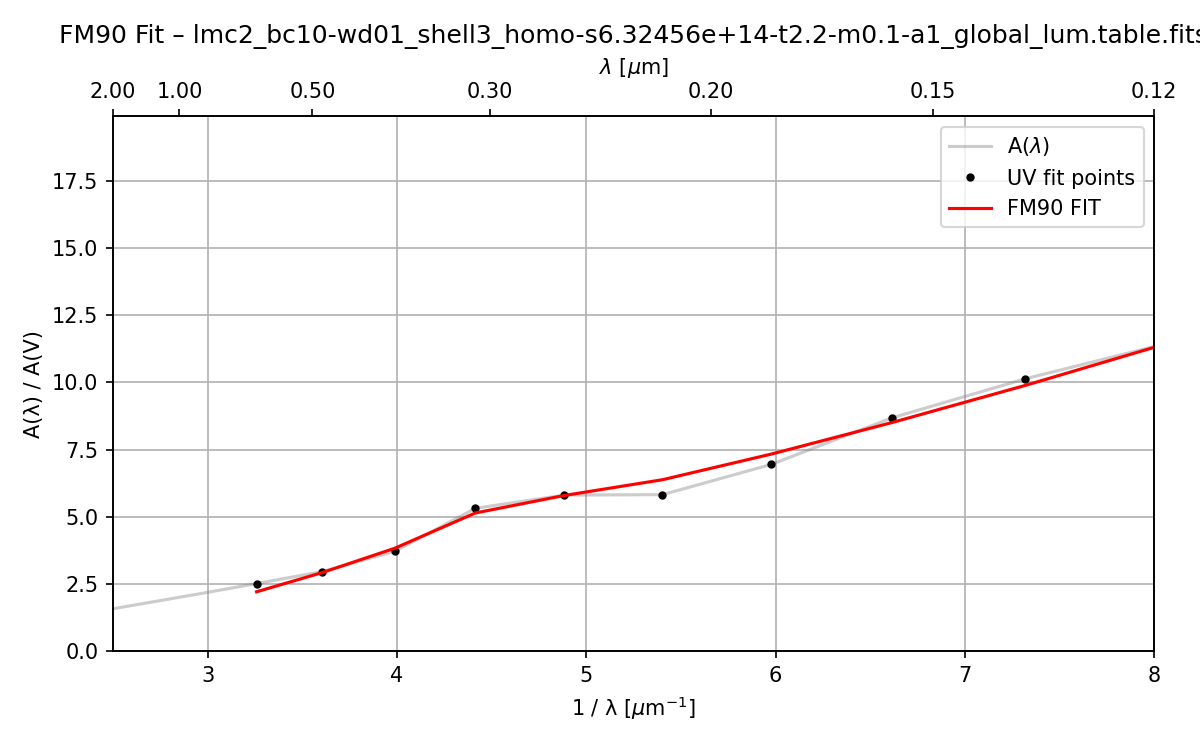 FM90 Fit – lmc2_bc10-wd01_shell3_homo-s6.32456e+14-t2.2-m0.1-a1_global_lum.table.fits
λ [μm]
2.00 1.00 0.50 0.30 0.20 0.15 0.12
A(λ)
UV fit points
FM90 FIT
A(λ) / A(V)
17.5
15.0
12.5
10.0
7.5
5.0
2.5
0.0
3 4 5 6 7 8
1 / λ [μm⁻¹]